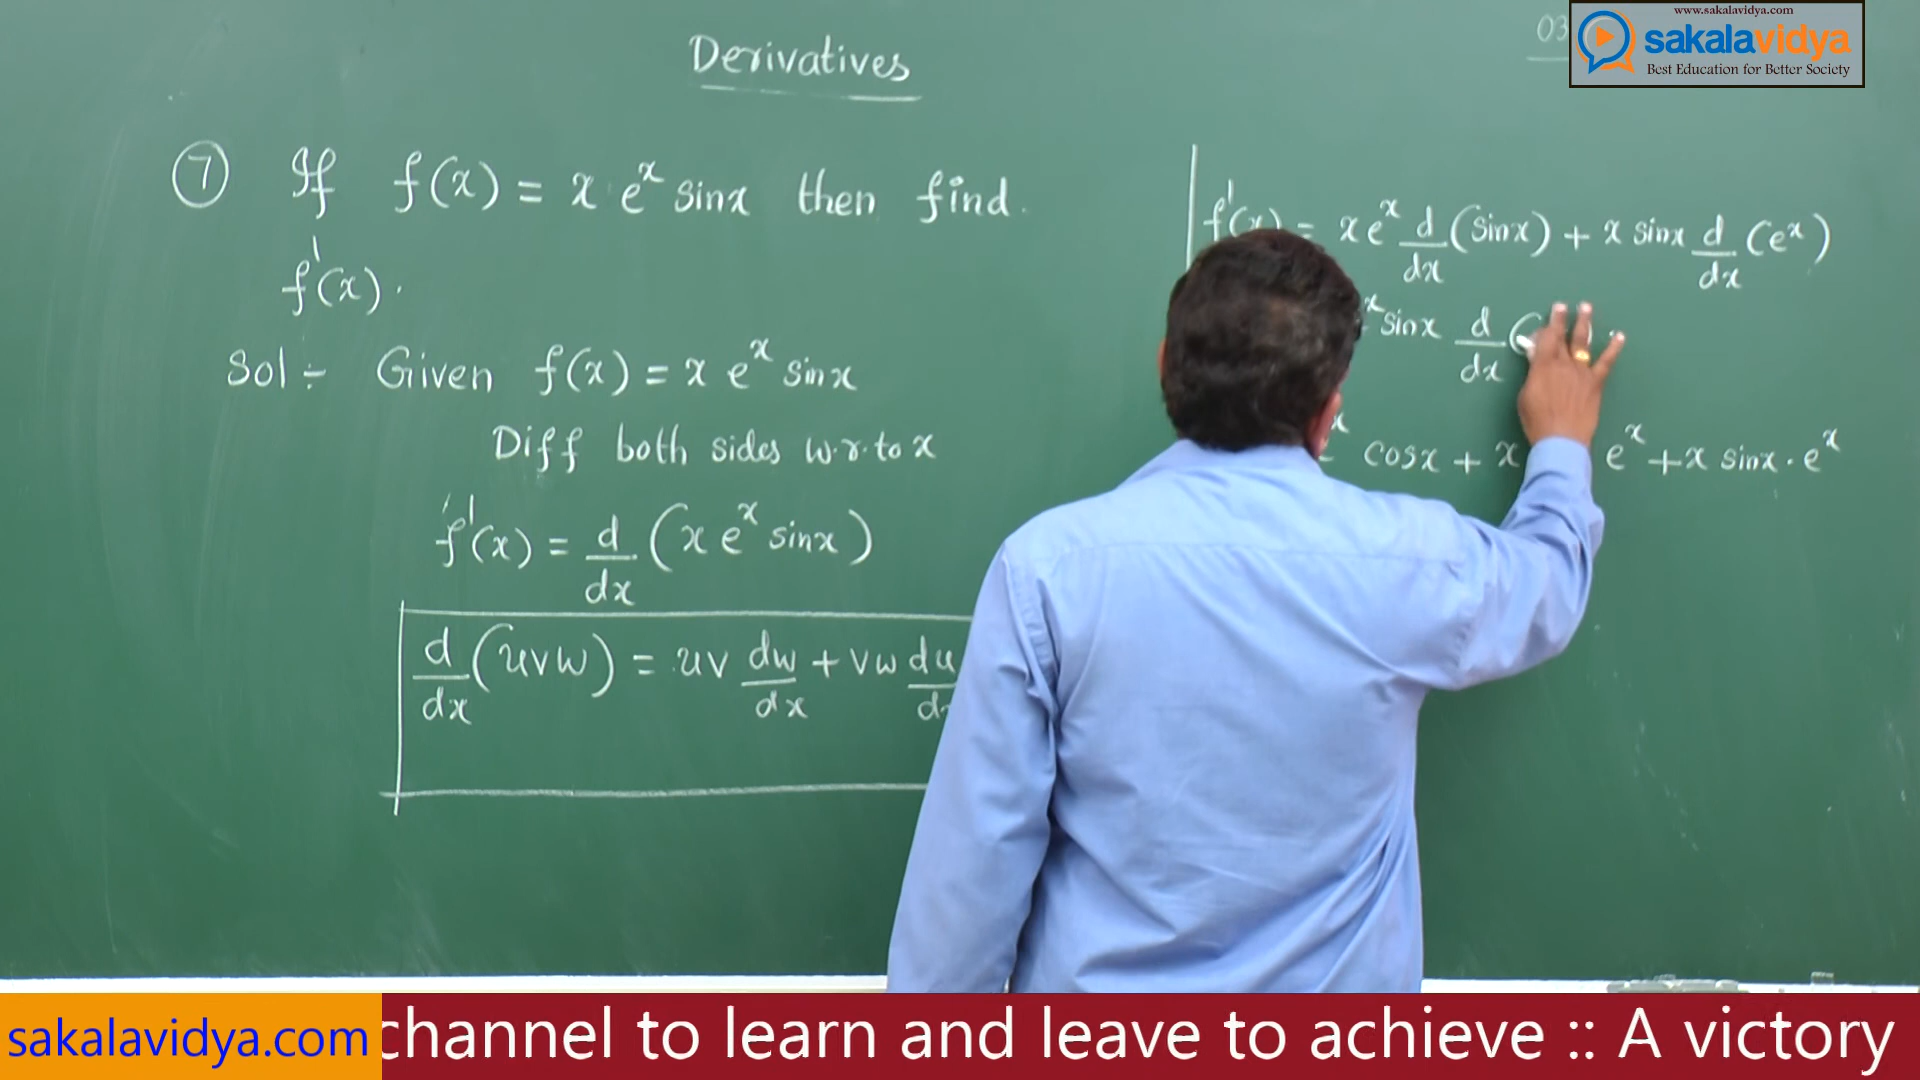 www.sakalavidya.com
sakalavidya
Best Education for Better Society
03
Derivatives
7 If f(x) = x e^x sinx then find
f'(x).
Sol ÷ Given f(x) = x e^x sinx
Diff both sides w.r.to x
f'(x) = d/dx (x e^x sinx)
d/dx (uvw) = uv dw/dx + vw du
f'(x) = x e^x d/dx (sinx) + x sinx d/dx (e^x)
sinx d/dx
cosx + x e^x + x sinx . e^x
sakalavidya.com channel to learn and leave to achieve :: A victory